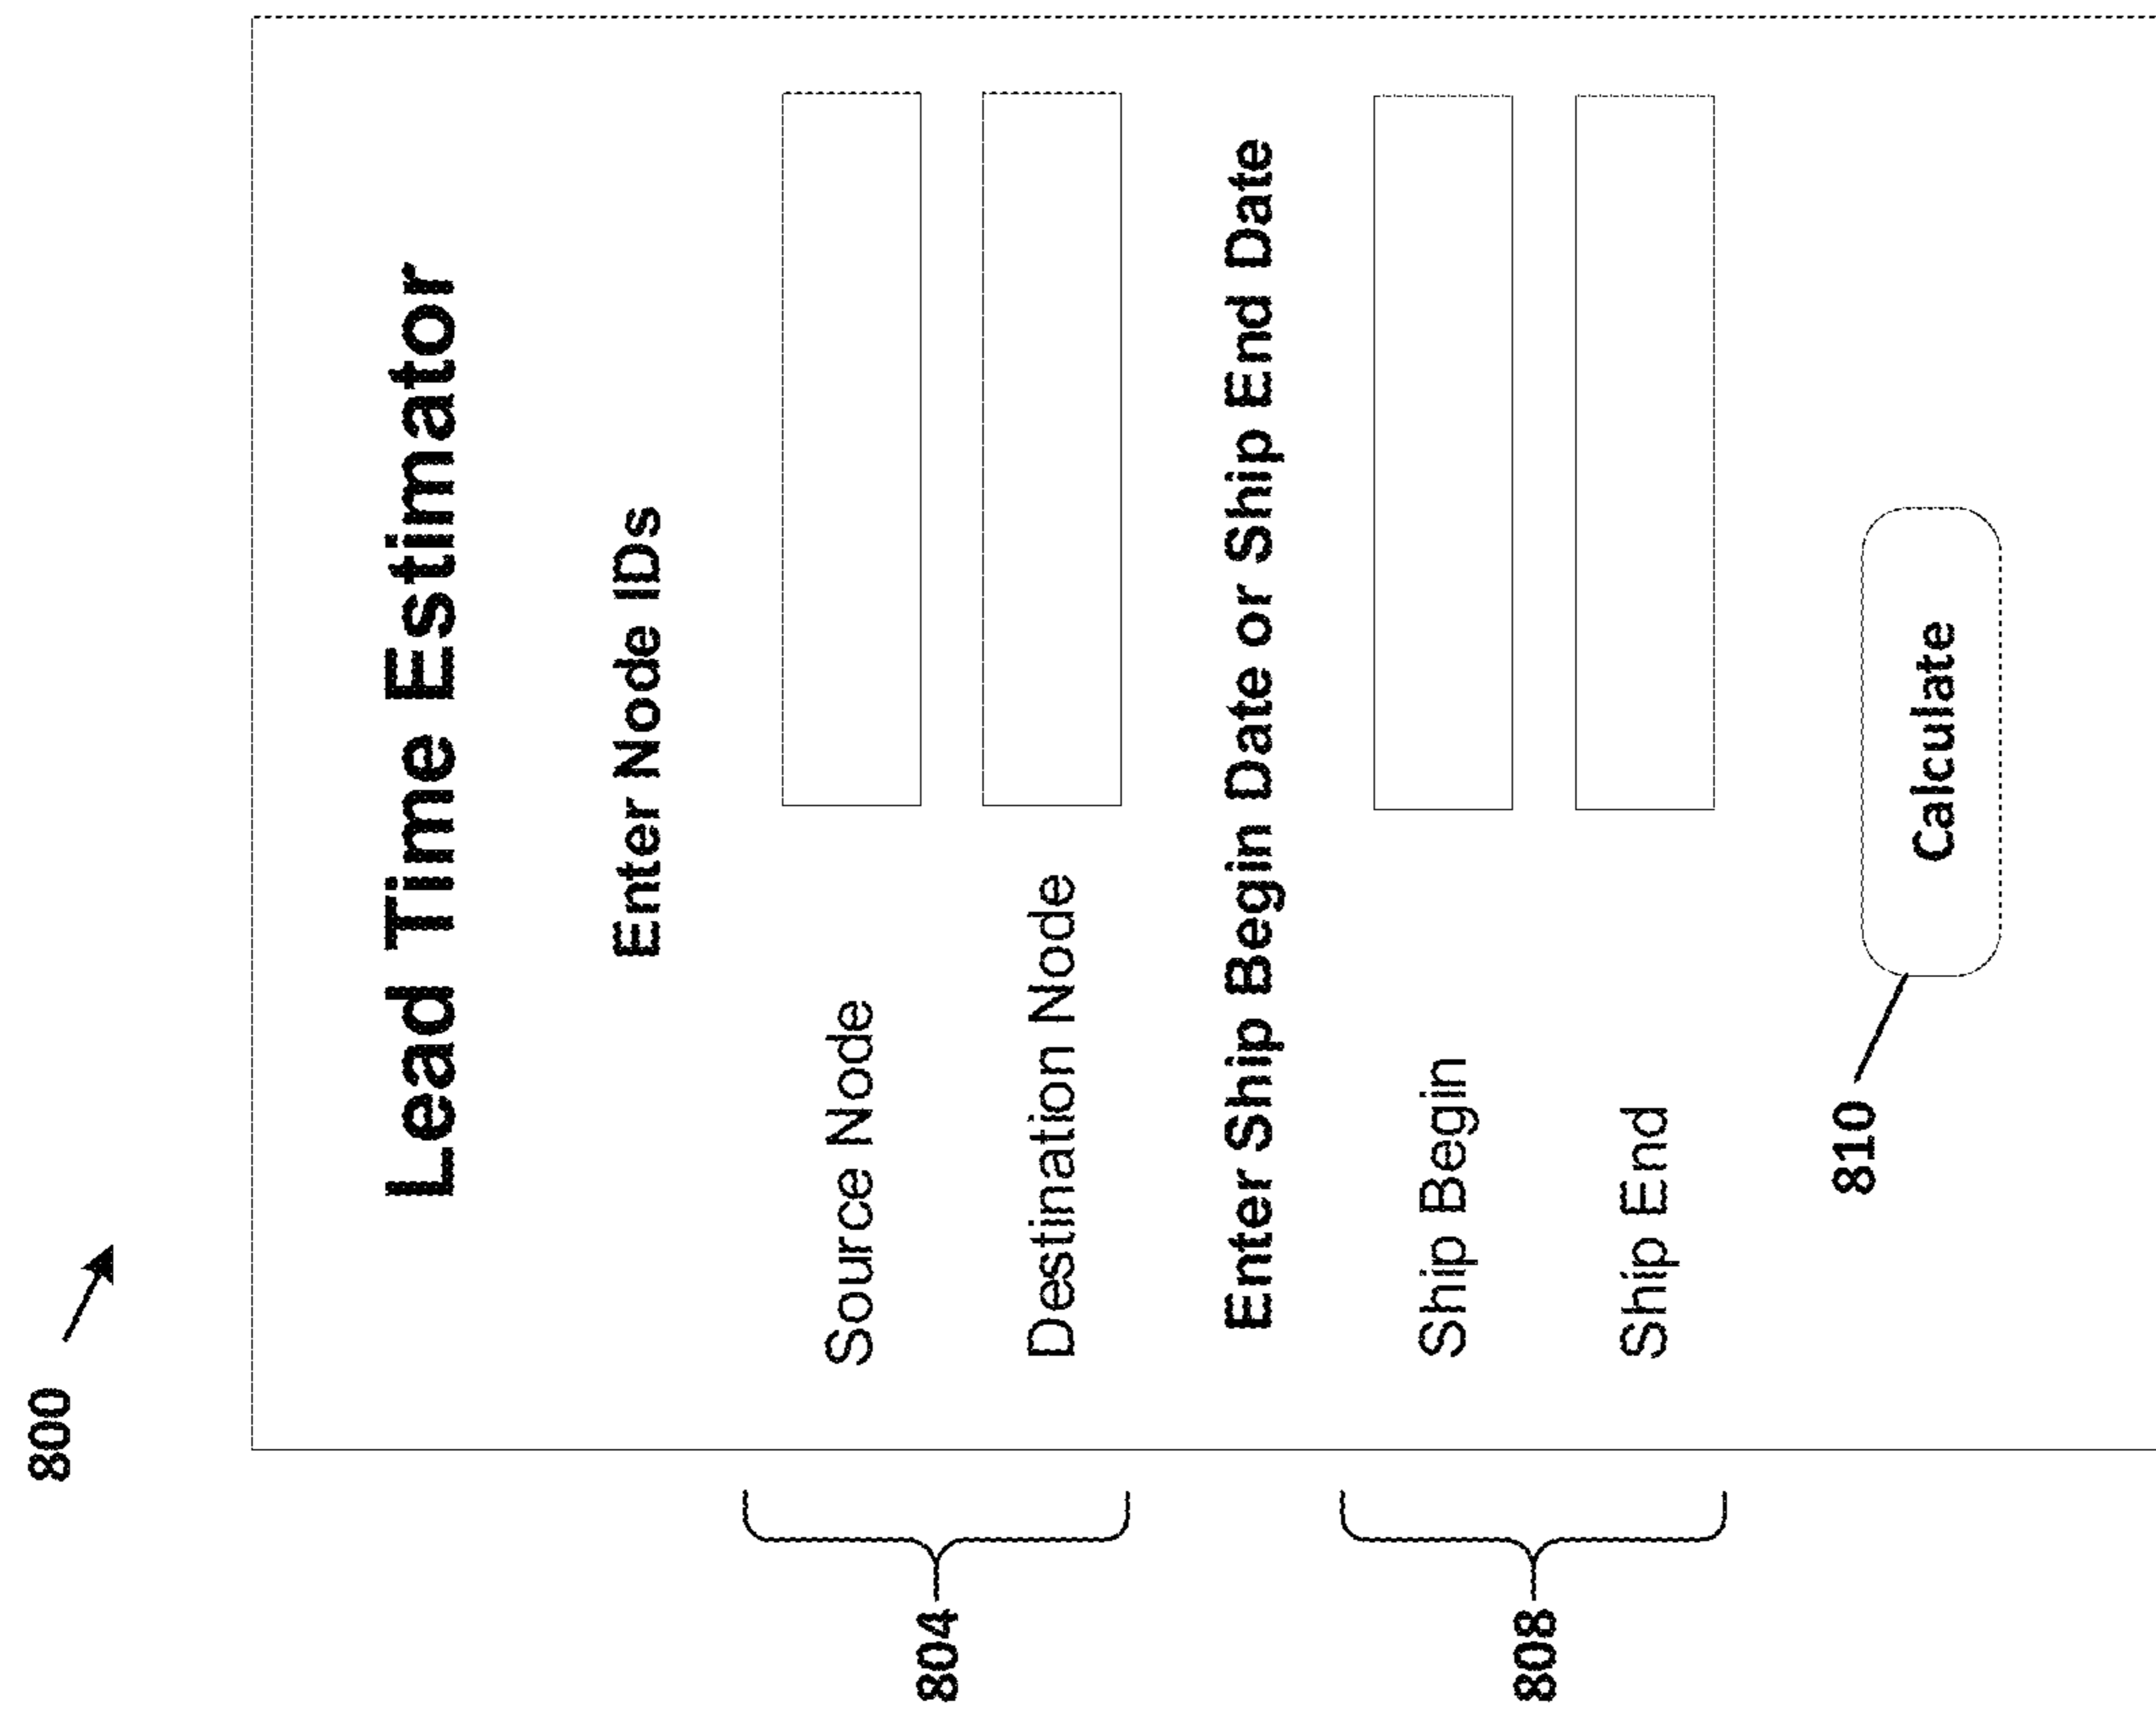 800
Lead Time Estimator
Enter Node IDs
804
Source Node
Destination Node
Enter Ship Begin Date or Ship End Date
808
Ship Begin
Ship End
810
Calculate